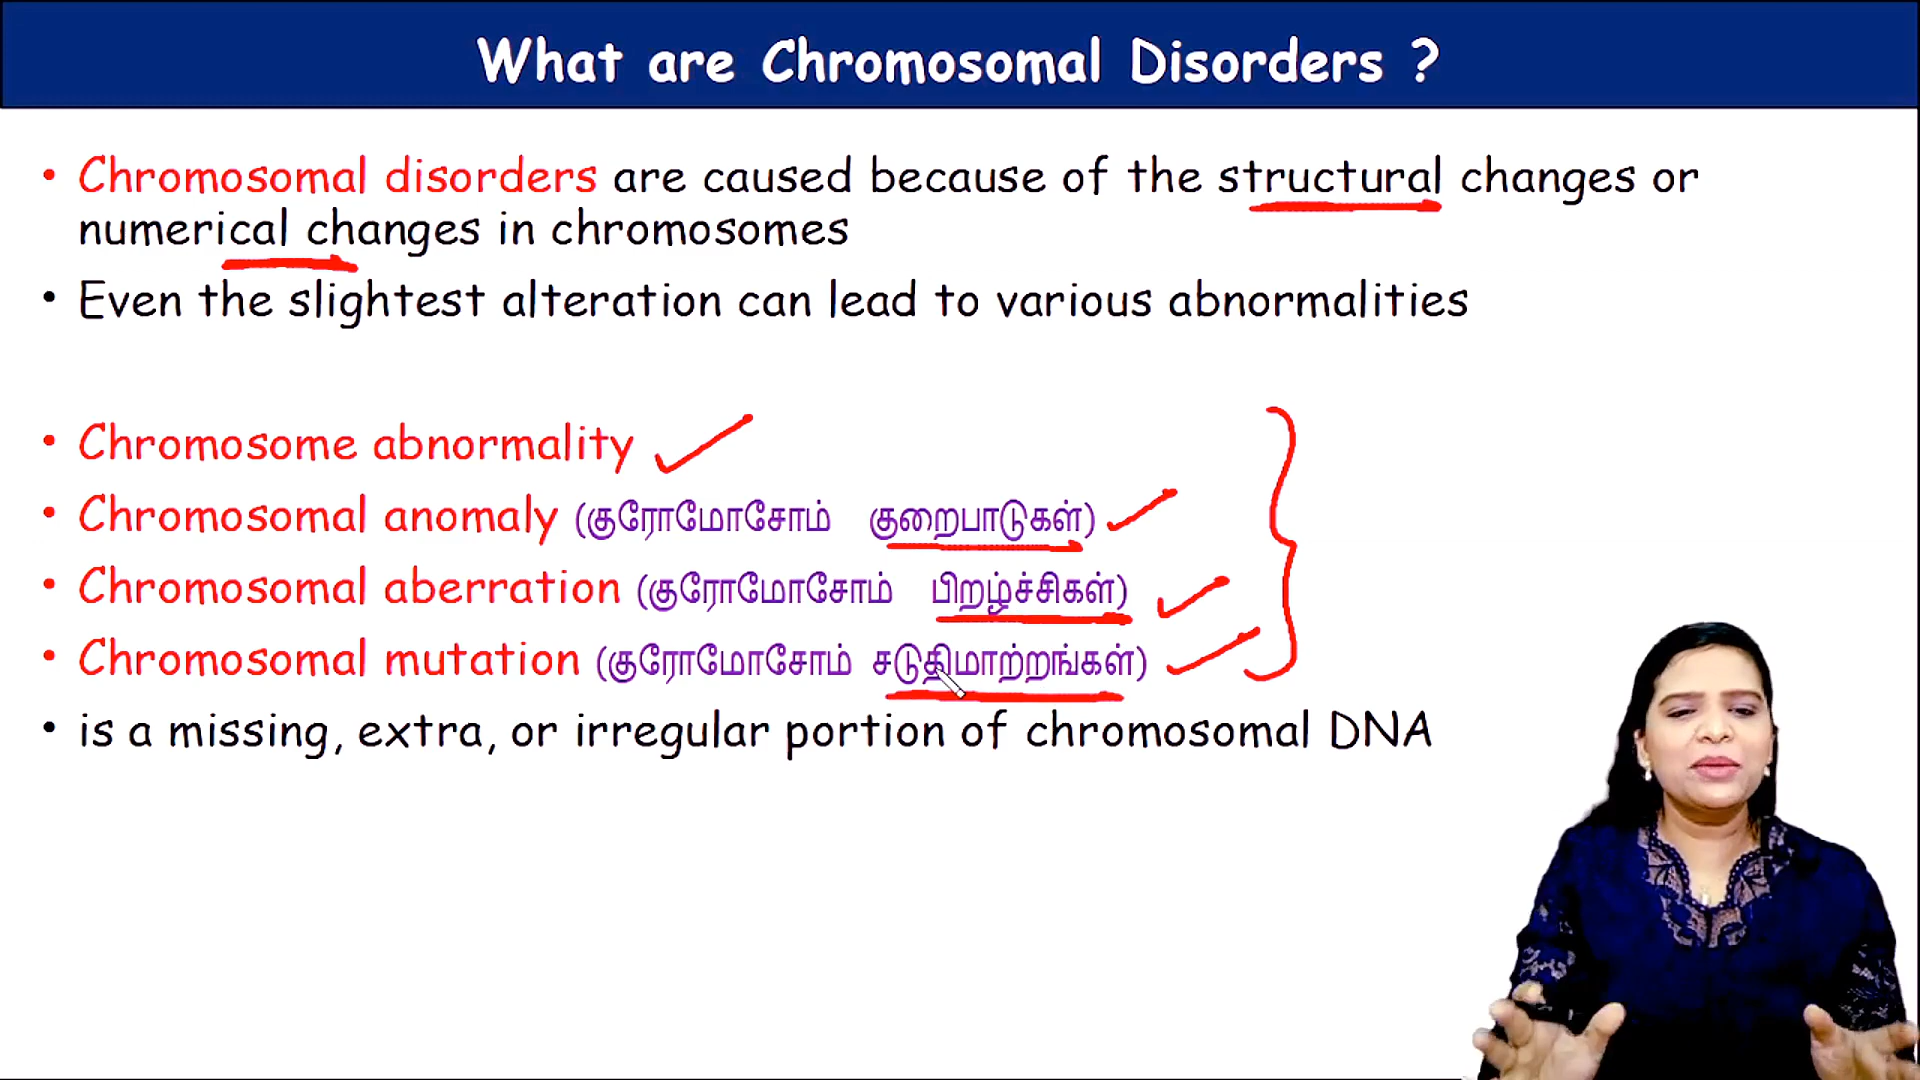 What are Chromosomal Disorders ?
• Chromosomal disorders are caused because of the structural changes or
numerical changes in chromosomes
• Even the slightest alteration can lead to various abnormalities
• Chromosome abnormality
• Chromosomal anomaly (குரோமோசோம் குறைபாடுகள்)
• Chromosomal aberration (குரோமோசோம் பிறழ்ச்சிகள்)
• Chromosomal mutation (குரோமோசோம் சடுதிமாற்றங்கள்)
• is a missing, extra, or irregular portion of chromosomal DNA